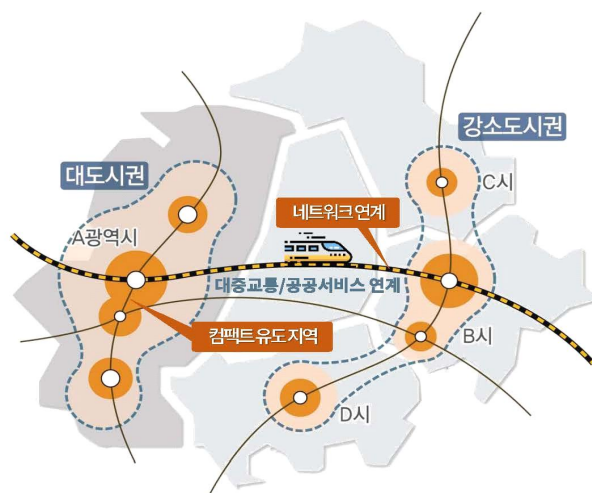 강소도시권
대도시권
C시
네트워크 연계
A광역시
대중교통/공공서비스 연계
컴팩트 유도 지역
B시
D시